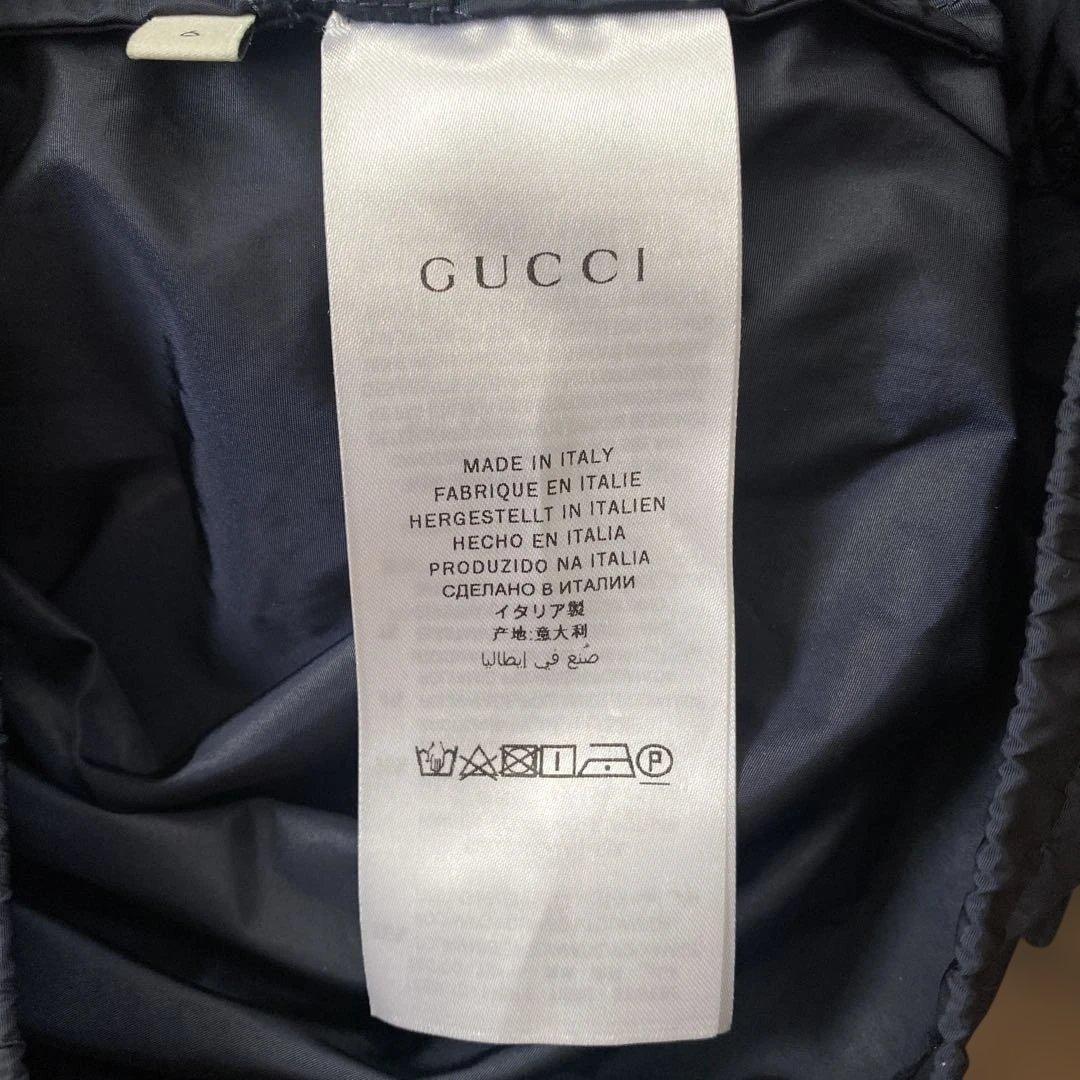 GUCCI
MADE IN ITALY
FABRIQUE EN ITALIE
HERGESTELLT IN ITALIEN
HECHO EN ITALIA
PRODUZIDO NA ITALIA
СДЕЛАНО В ИТАЛИИ
イタリア製
产地:意大利
صُنع في إيطاليا
P